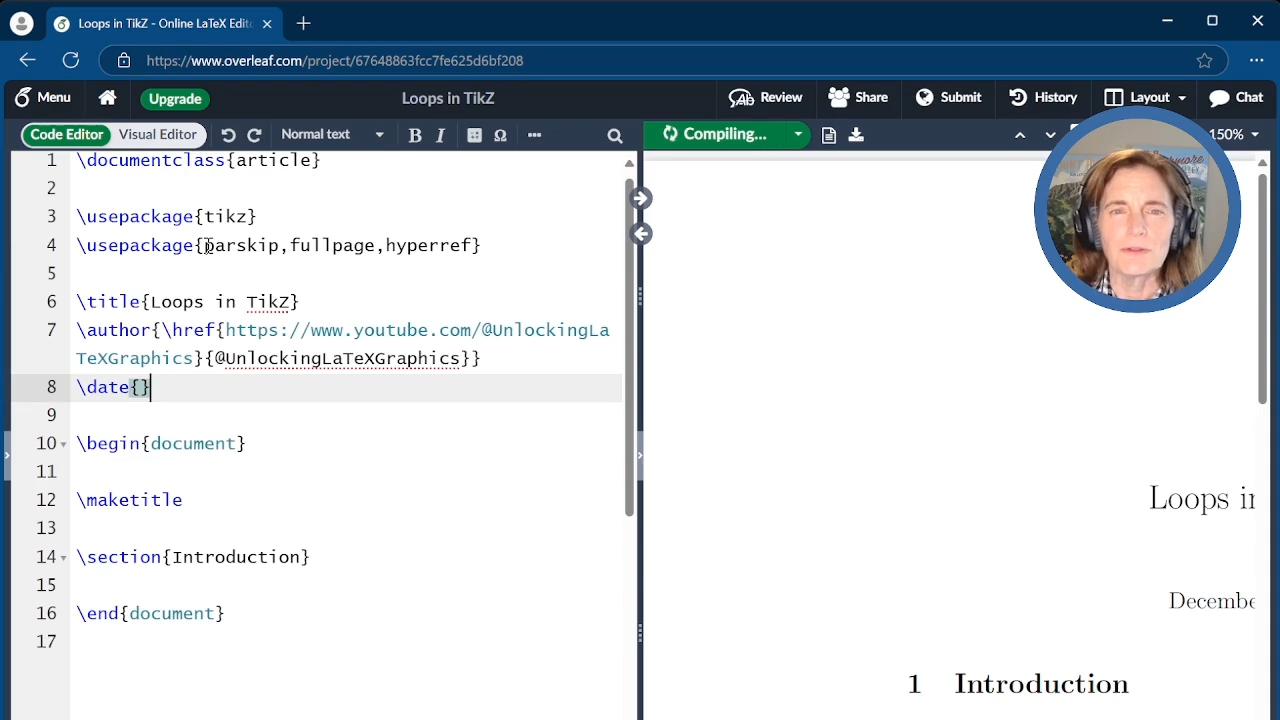 Loops in TikZ - Online LaTeX Edit
https://www.overleaf.com/project/67648863fcc7fe625d6bf208
Menu
Upgrade
Loops in TikZ
Review
Share
Submit
History
Layout
Chat
Code Editor
Visual Editor
Normal text
B
I
Ω
Compiling...
150%
1 \documentclass{article}
2
3 \usepackage{tikz}
4 \usepackage{parskip,fullpage,hyperref}
5
6 \title{Loops in TikZ}
7 \author{\href{https://www.youtube.com/@UnlockingLa
TeXGraphics}{@UnlockingLaTeXGraphics}}
8 \date{}
9
10 \begin{document}
11
12 \maketitle
13
14 \section{Introduction}
15
16 \end{document}
17
Loops in
Decembe
1 Introduction